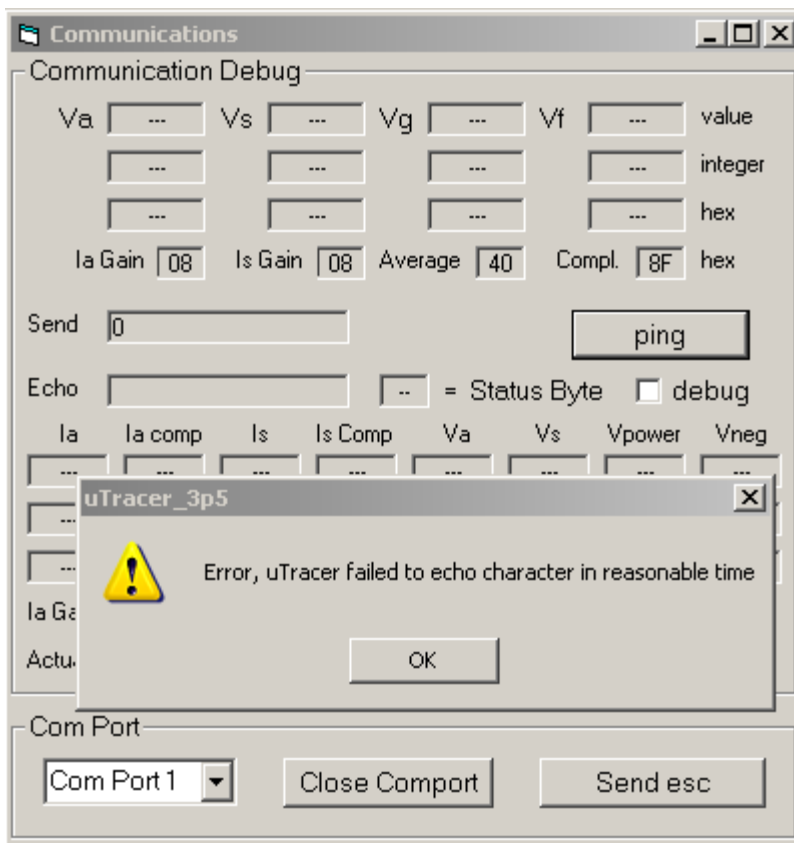 Communications
Communication Debug
Va --- Vs --- Vg --- Vf --- value
--- --- --- --- integer
--- --- --- --- hex
Ia Gain 08 Is Gain 08 Average 40 Compl. 8F hex
Send 0 ping
Echo -- = Status Byte debug
Ia Ia comp Is Is Comp Va Vs Vpower Vneg
--- --- --- --- --- --- --- ---
uTracer_3p5
Error, uTracer failed to echo character in reasonable time
OK
Ia Ga
Actu
Com Port
Com Port 1 Close Comport Send esc